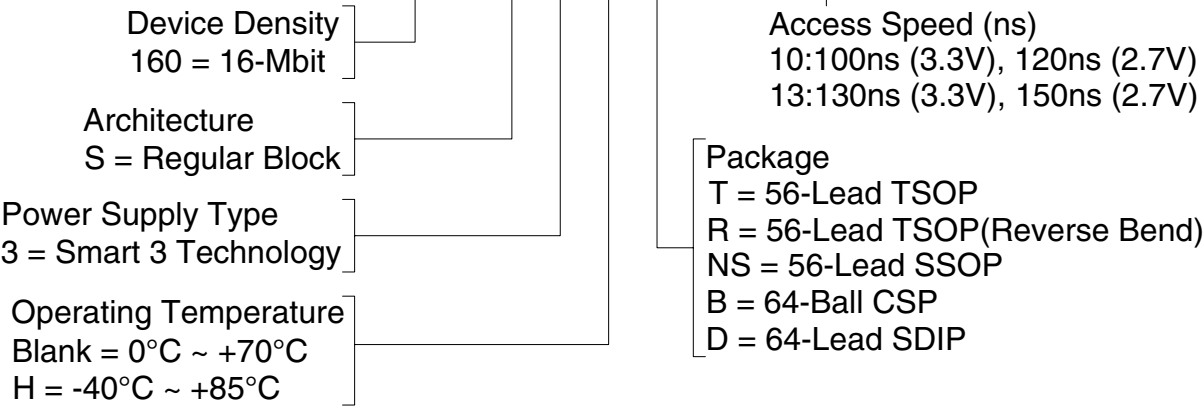 Device Density
160 = 16-Mbit
Architecture
S = Regular Block
Power Supply Type
3 = Smart 3 Technology
Operating Temperature
Blank = 0°C ~ +70°C
H = -40°C ~ +85°C
Access Speed (ns)
10:100ns (3.3V), 120ns (2.7V)
13:130ns (3.3V), 150ns (2.7V)
Package
T = 56-Lead TSOP
R = 56-Lead TSOP(Reverse Bend)
NS = 56-Lead SSOP
B = 64-Ball CSP
D = 64-Lead SDIP